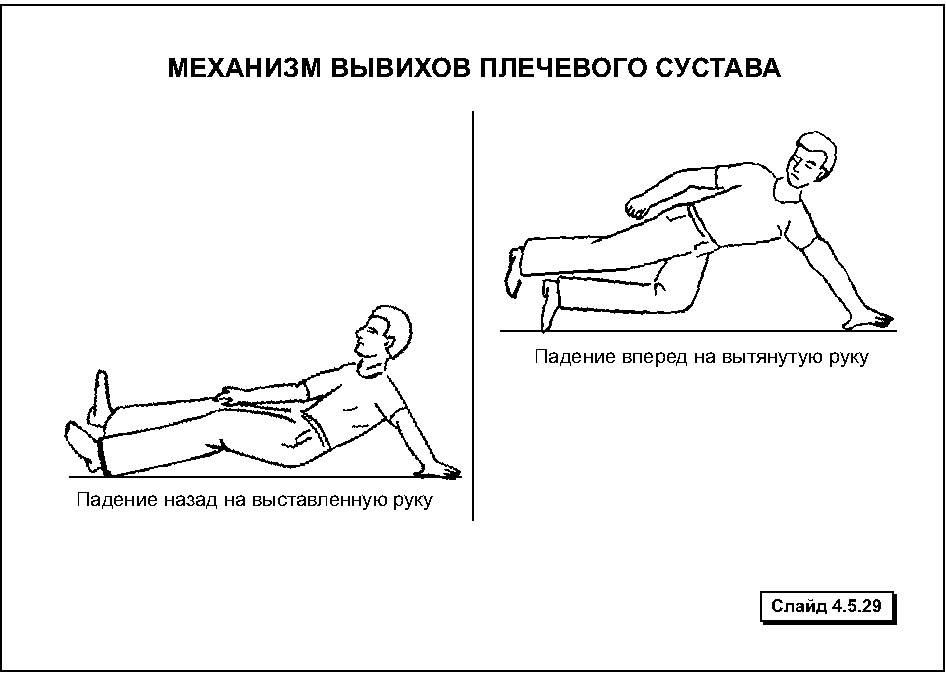 МЕХАНИЗМ ВЫВИХОВ ПЛЕЧЕВОГО СУСТАВА
Падение назад на выставленную руку
Падение вперед на вытянутую руку
Слайд 4.5.29